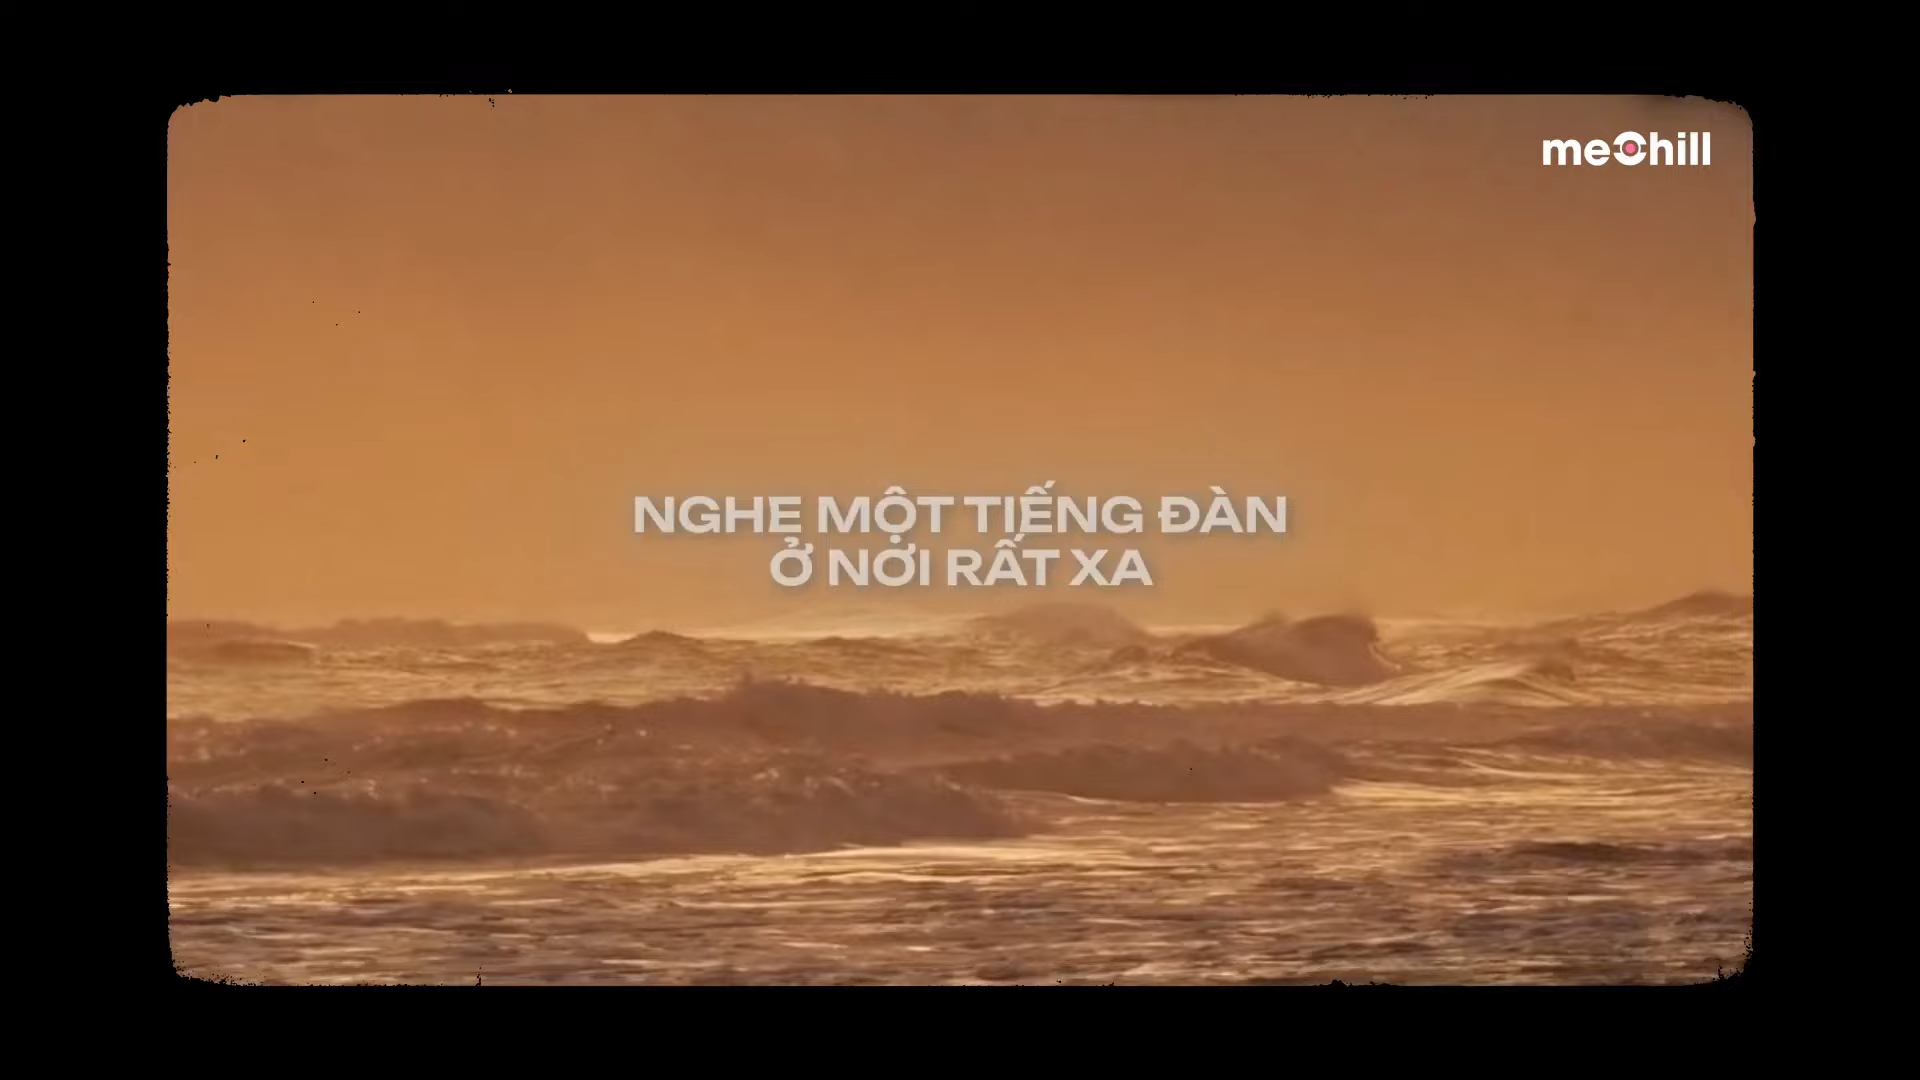 meChill
NGHE MỘT TIẾNG ĐÀN
Ở NƠI RẤT XA